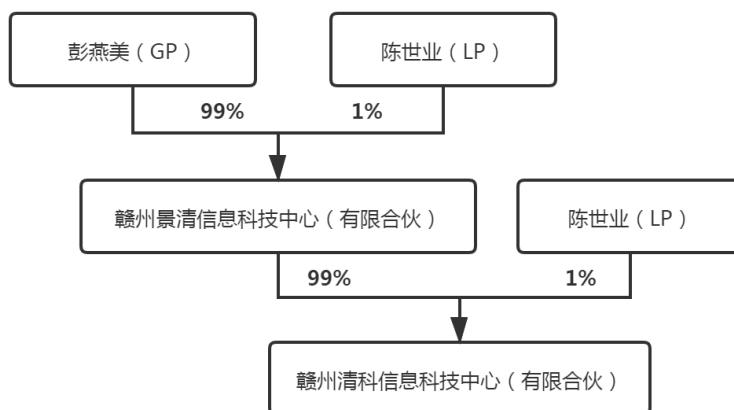 彭燕美（GP）
陈世业（LP）
99%
1%
赣州景清信息科技中心（有限合伙）
陈世业（LP）
99%
1%
赣州清科信息科技中心（有限合伙）